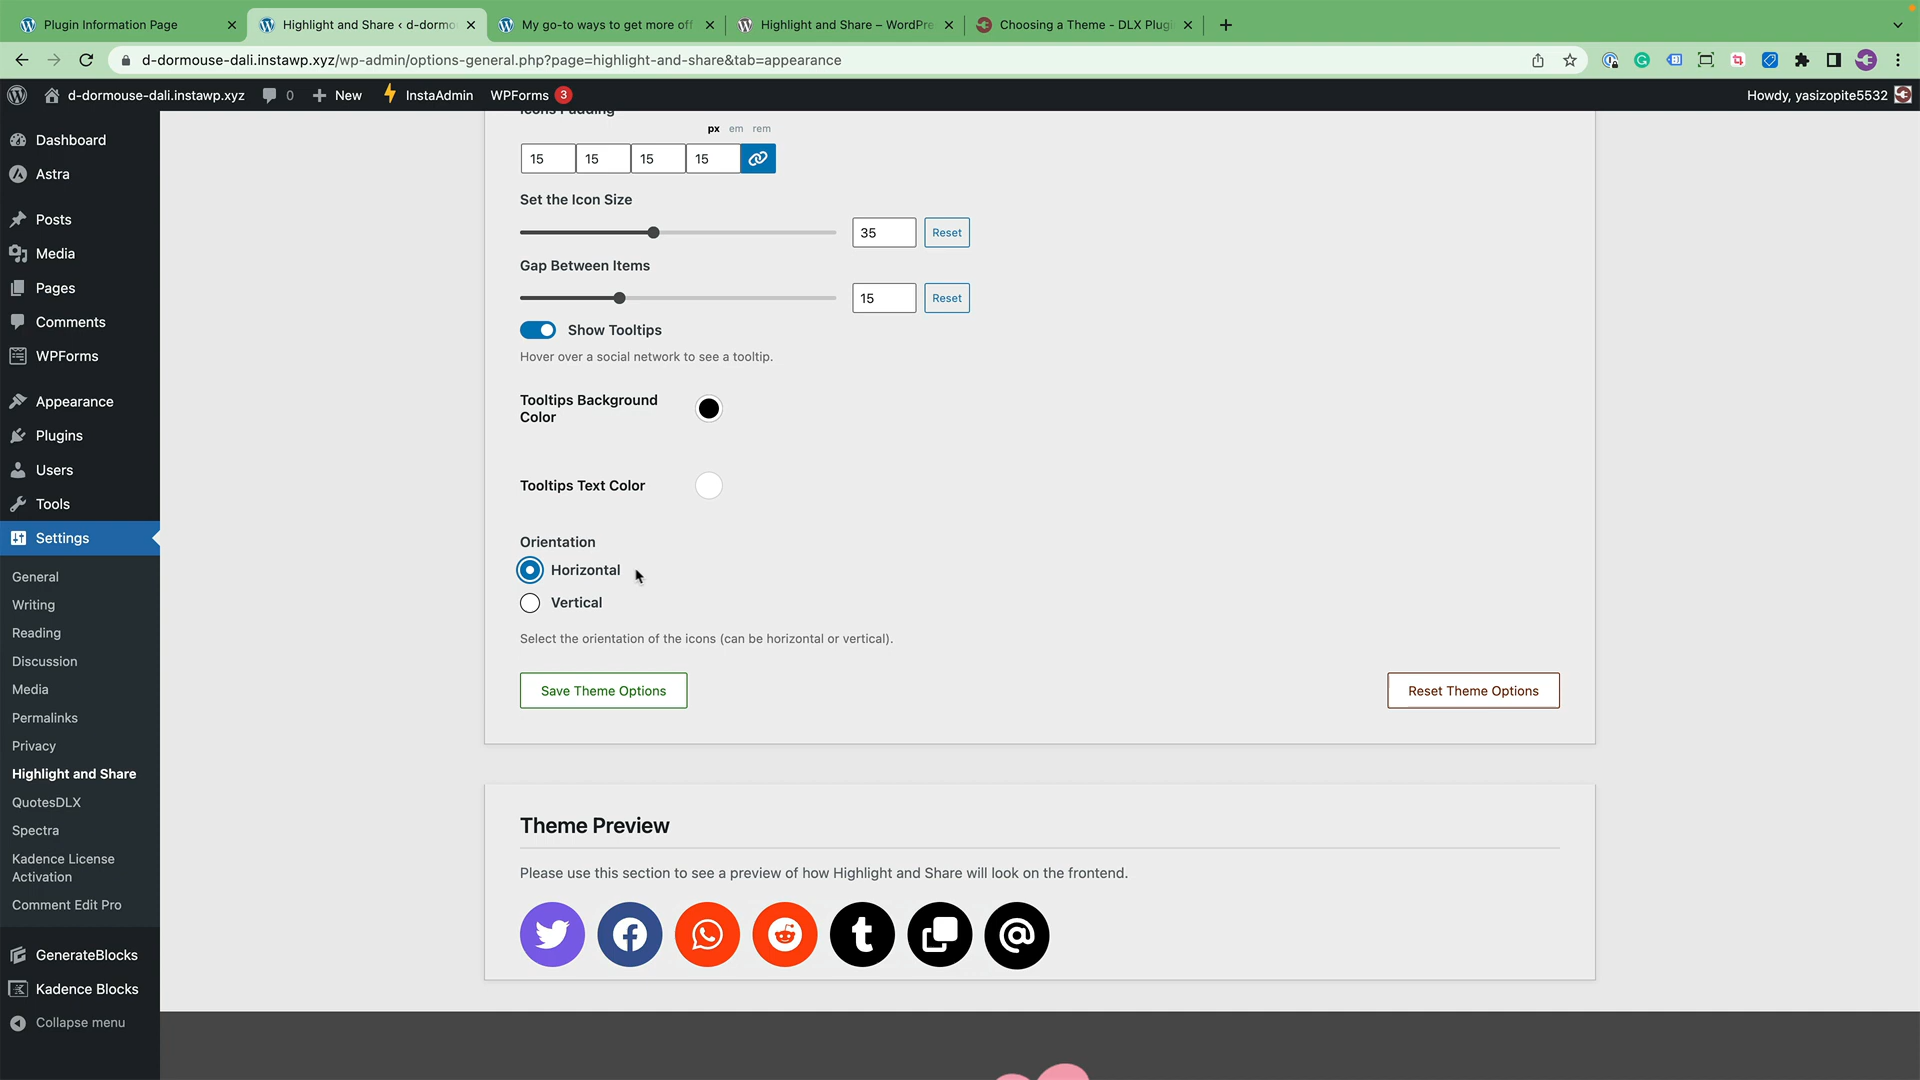 Plugin Information Page
Highlight and Share ‹ d-dormo
My go-to ways to get more off
Highlight and Share – WordPre
Choosing a Theme - DLX Plugi
d-dormouse-dali.instawp.xyz/wp-admin/options-general.php?page=highlight-and-share&tab=appearance
d-dormouse-dali.instawp.xyz 0 New InstaAdmin WPForms 3 Howdy, yasizopite5532
Dashboard
Astra
Posts
Media
Pages
Comments
WPForms
Appearance
Plugins
Users
Tools
Settings
General
Writing
Reading
Discussion
Media
Permalinks
Privacy
Highlight and Share
QuotesDLX
Spectra
Kadence License
Activation
Comment Edit Pro
GenerateBlocks
Kadence Blocks
Collapse menu
Icons Padding
px em rem
15 15 15 15
Set the Icon Size
35 Reset
Gap Between Items
15 Reset
Show Tooltips
Hover over a social network to see a tooltip.
Tooltips Background
Color
Tooltips Text Color
Orientation
Horizontal
Vertical
Select the orientation of the icons (can be horizontal or vertical).
Save Theme Options Reset Theme Options
Theme Preview
Please use this section to see a preview of how Highlight and Share will look on the frontend.